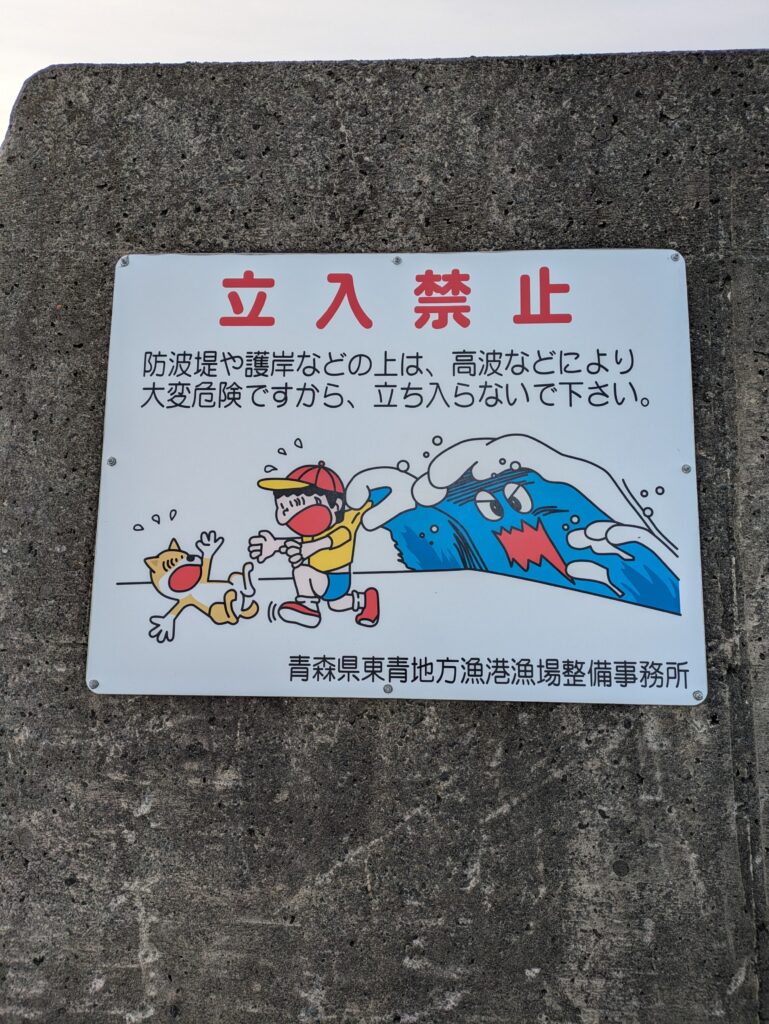 立入禁止
防波堤や護岸などの上は、高波などにより
大変危険ですから、立ち入らないで下さい。
青森県東青地方漁港漁場整備事務所